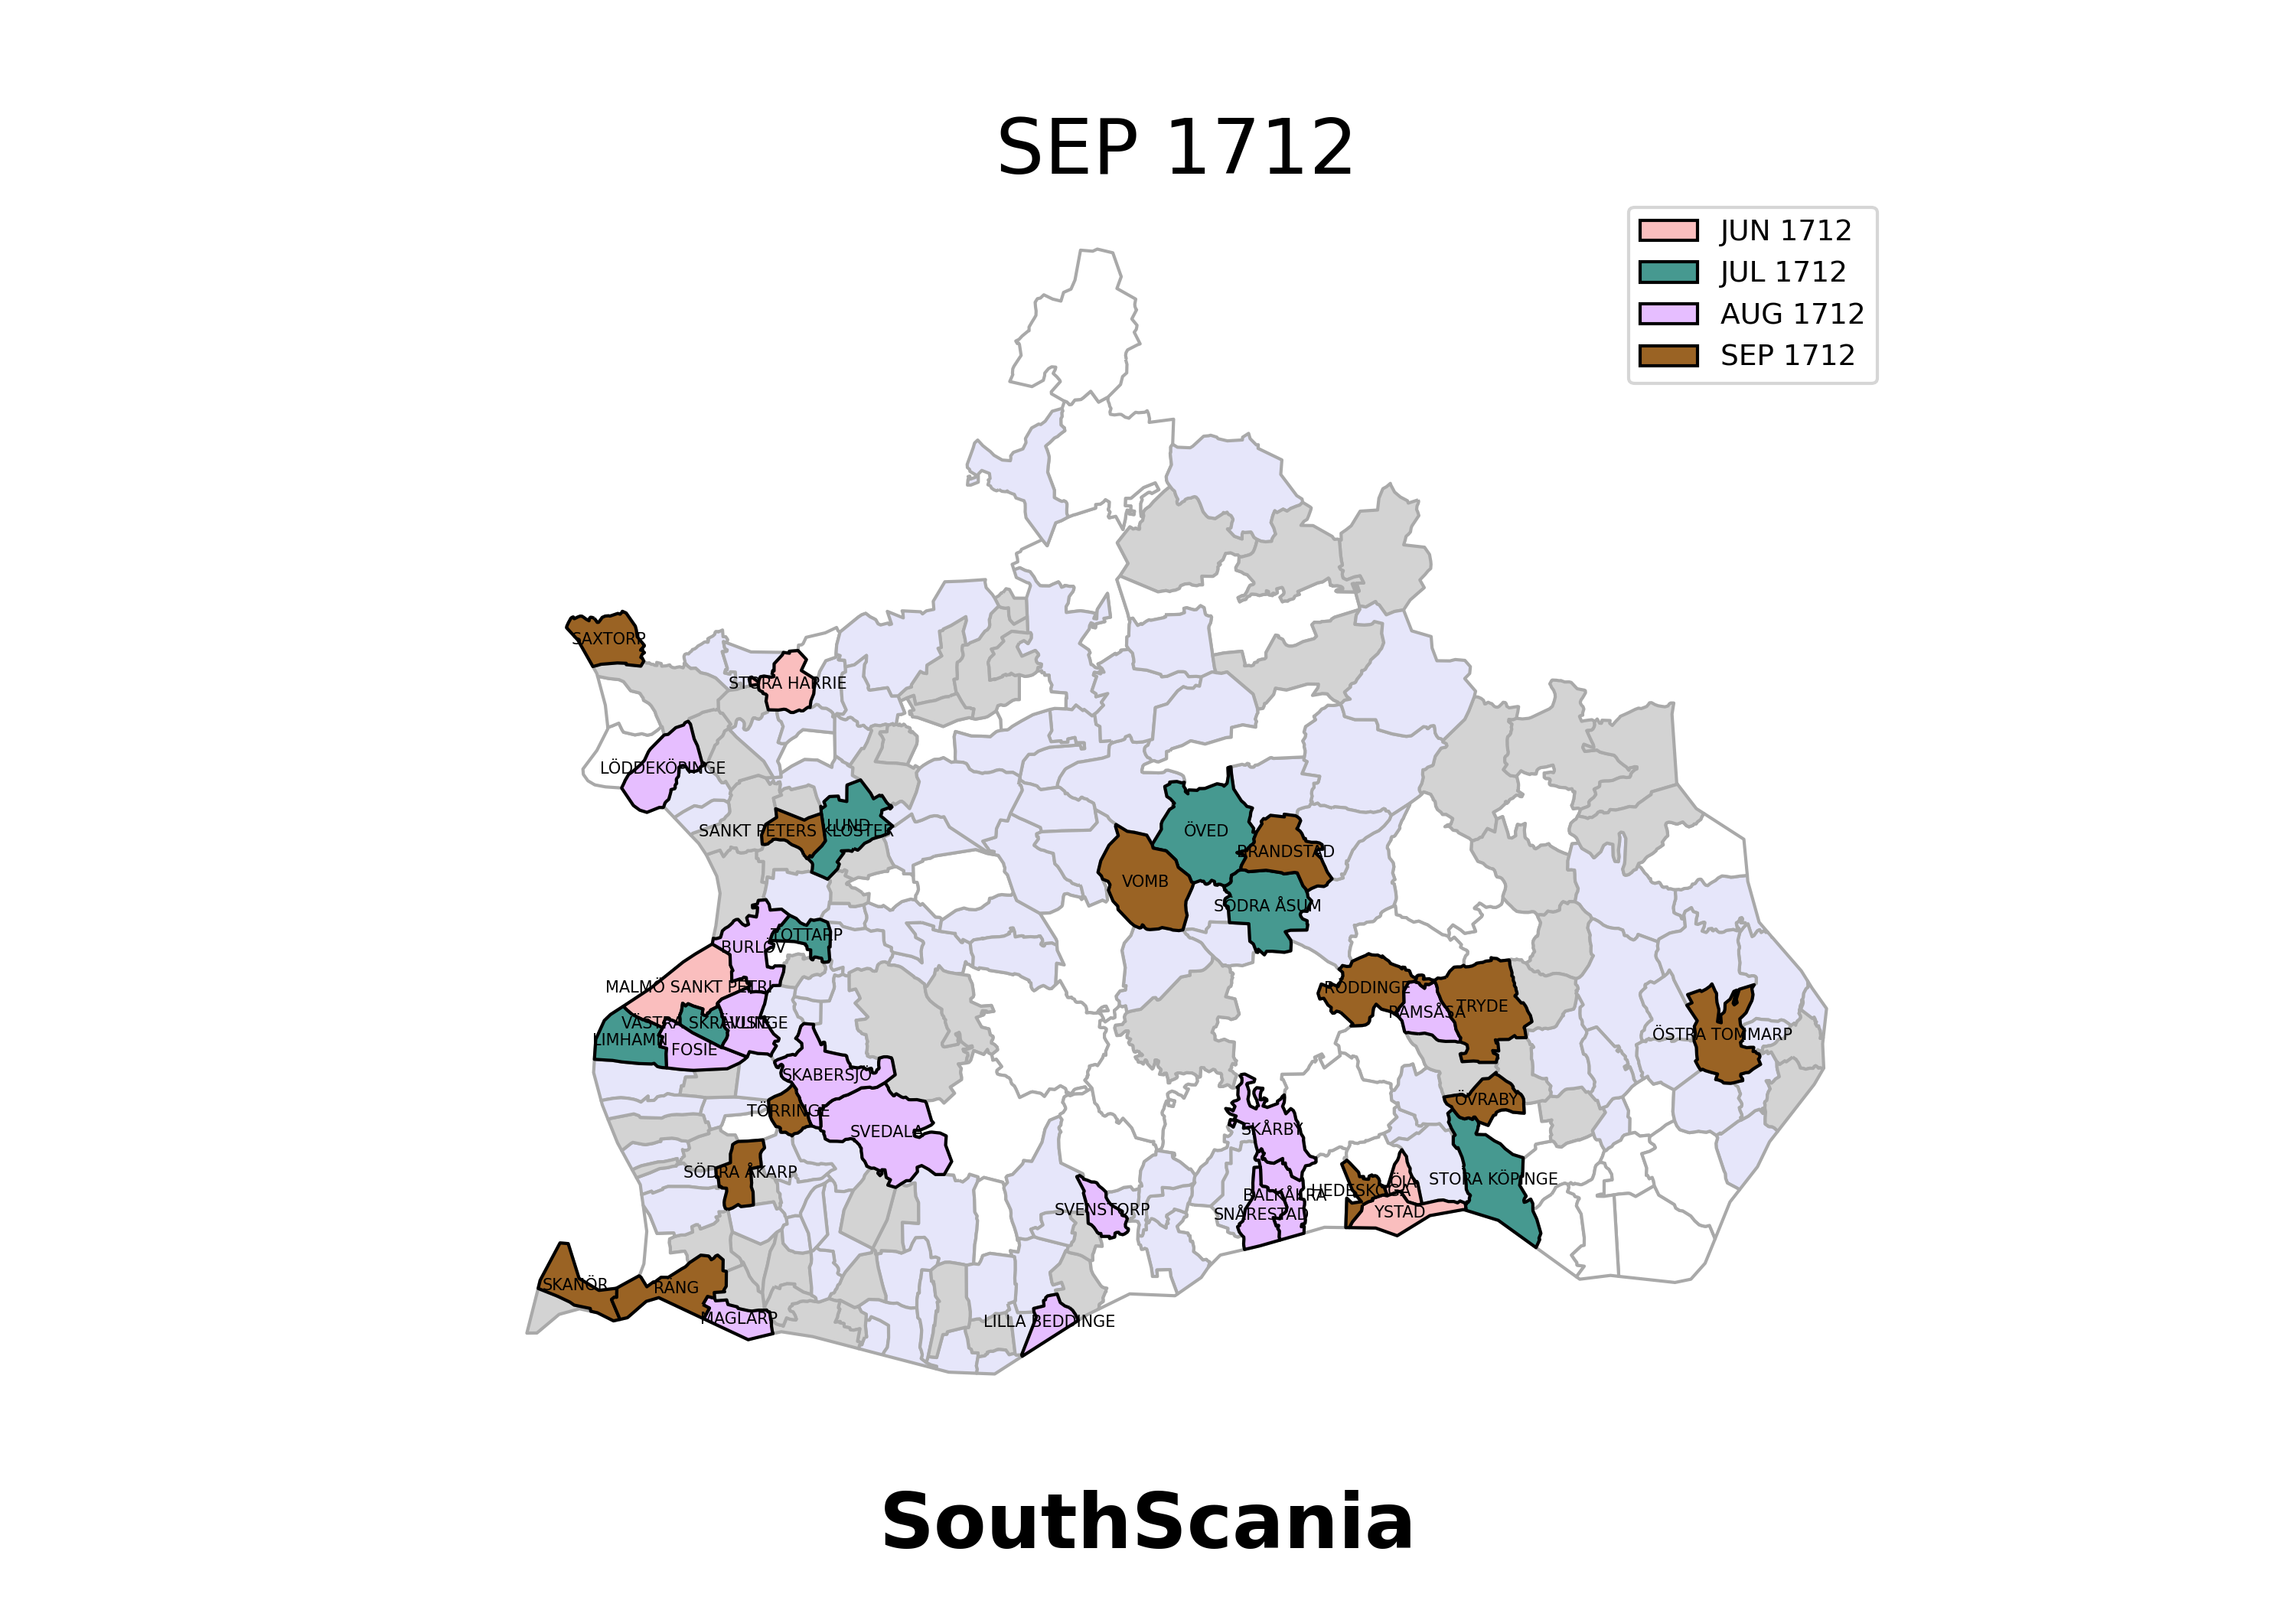 SEP 1712
JUN 1712
JUL 1712
AUG 1712
SEP 1712
SAXTORP
STORA HARRIE
LÖDDEKÖPINGE
SANKT PETERS KLOSTER
LUND
ÖVED
BRANDSTAD
VOMB
SÖDRA ÅSUM
BURLÖV
TOTTARP
MALMÖ SANKT PETRI
RÖDDINGE
RAMSÅSA
TRYDE
VÄSTRA SKRÄVLINGE
HUSIE
LIMHAMN
FOSIE
ÖSTRA TOMMARP
SKABERSJÖ
TÖRRINGE
ÖVRABY
SVEDALA
SKÅRBY
SÖDRA ÅKARP
STORA KÖPINGE
ÖJA
HEDESKOGA
BALKÅKRA
SVENSTORP
SNÅRESTAD
YSTAD
SKANÖR
RÄNG
MAGLARP
LILLA BEDDINGE
SouthScania